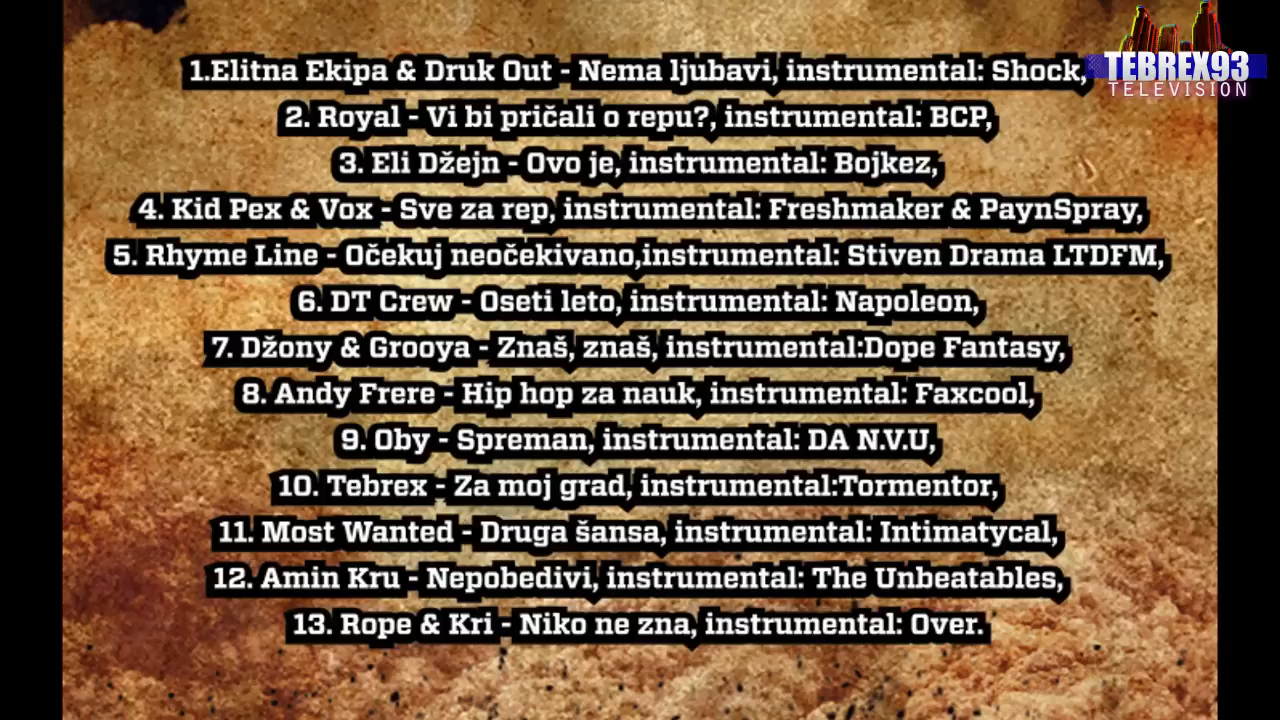 1.Elitna Ekipa & Druk Out - Nema ljubavi, instrumental: Shock,
TEBREX93
TELEVISION
2. Royal - Vi bi pričali o repu?, instrumental: BCP,
3. Eli Džejn - Ovo je, instrumental: Bojkez,
4. Kid Pex & Vox - Sve za rep, instrumental: Freshmaker & PaynSpray,
5. Rhyme Line - Očekuj neočekivano,instrumental: Stiven Drama LTDFM,
6. DT Crew - Oseti leto, instrumental: Napoleon,
7. Džony & Grooya - Znaš, znaš, instrumental:Dope Fantasy,
8. Andy Frere - Hip hop za nauk, instrumental: Faxcool,
9. Oby - Spreman, instrumental: DA N.V.U,
10. Tebrex - Za moj grad, instrumental:Tormentor,
11. Most Wanted - Druga šansa, instrumental: Intimatycal,
12. Amin Kru - Nepobedivi, instrumental: The Unbeatables,
13. Rope & Kri - Niko ne zna, instrumental: Over.